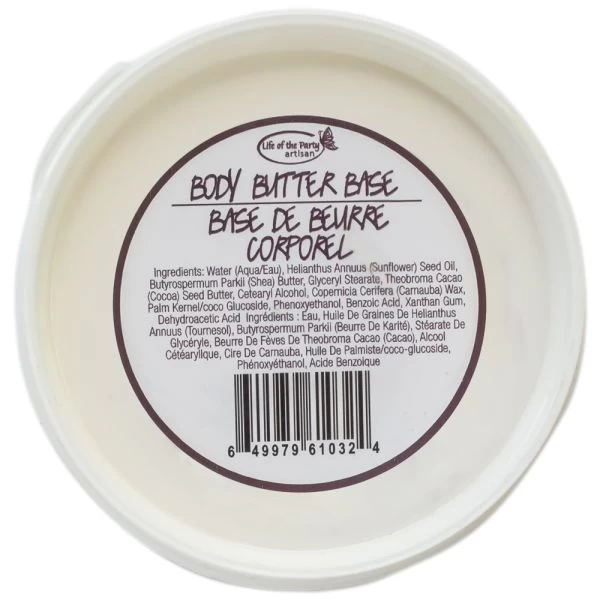 Life of the Party
artisan
BODY BUTTER BASE
BASE DE BEURRE
CORPOREL
Ingredients: Water (Aqua/Eau), Helianthus Annuus (Sunflower) Seed Oil,
Butyrospermum Parkii (Shea) Butter, Glyceryl Stearate, Theobroma Cacao
(Cocoa) Seed Butter, Cetearyl Alcohol, Copernicia Cerifera (Carnauba) Wax,
Palm Kernel/coco Glucoside, Phenoxyethanol, Benzoic Acid, Xanthan Gum,
Dehydroacetic Acid Ingrédients : Eau, Huile De Graines De Helianthus
Annuus (Tournesol), Butyrospermum Parkii (Beurre De Karité), Stéarate De
Glycéryle, Beurre De Fèves De Theobroma Cacao (Cacao), Alcool
Cétéarylique, Cire De Carnauba, Huile De Palmiste/coco-glucoside,
Phénoxyéthanol, Acide Benzoique
6 49979 61032 4